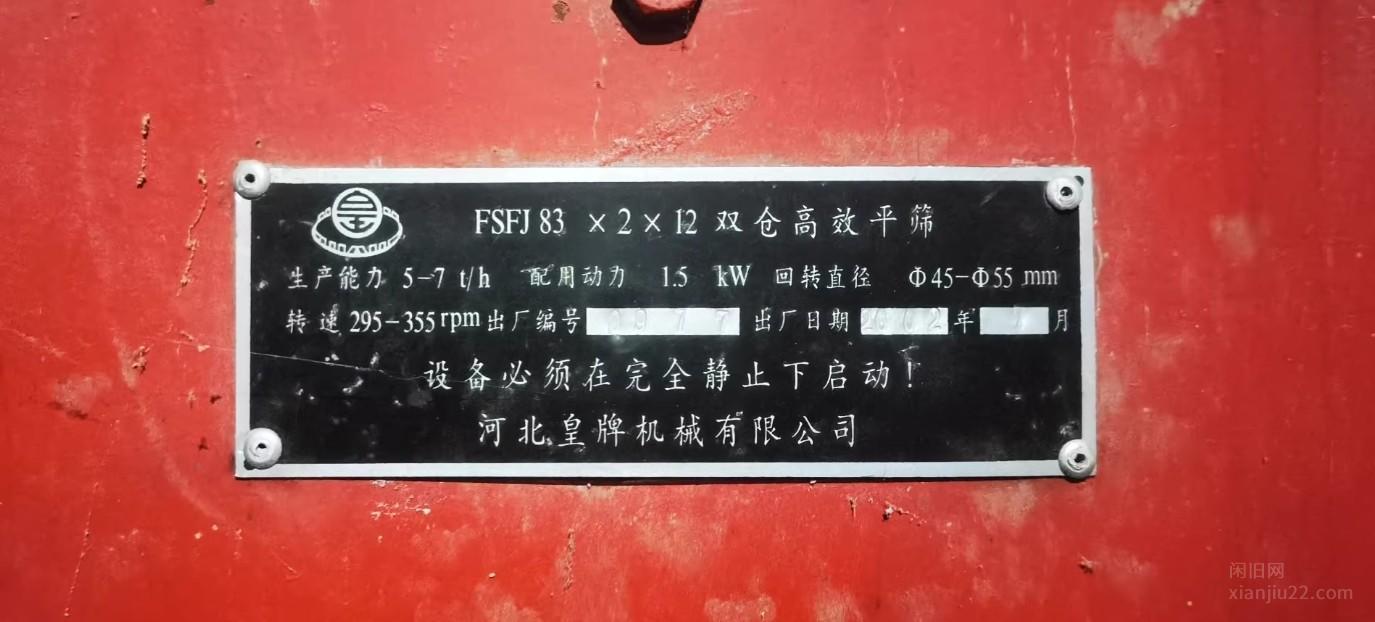 FSFJ 83 × 2 × 12 双仓高效平筛
生产能力 5-7 t/h 配用动力 1.5 kW 回转直径 Φ45-Φ55 mm
转速 295-355rpm 出厂编号 出厂日期 2002 年 月
设备必须在完全静止下启动!
河北皇牌机械有限公司
闲旧网
xianjiu22.com